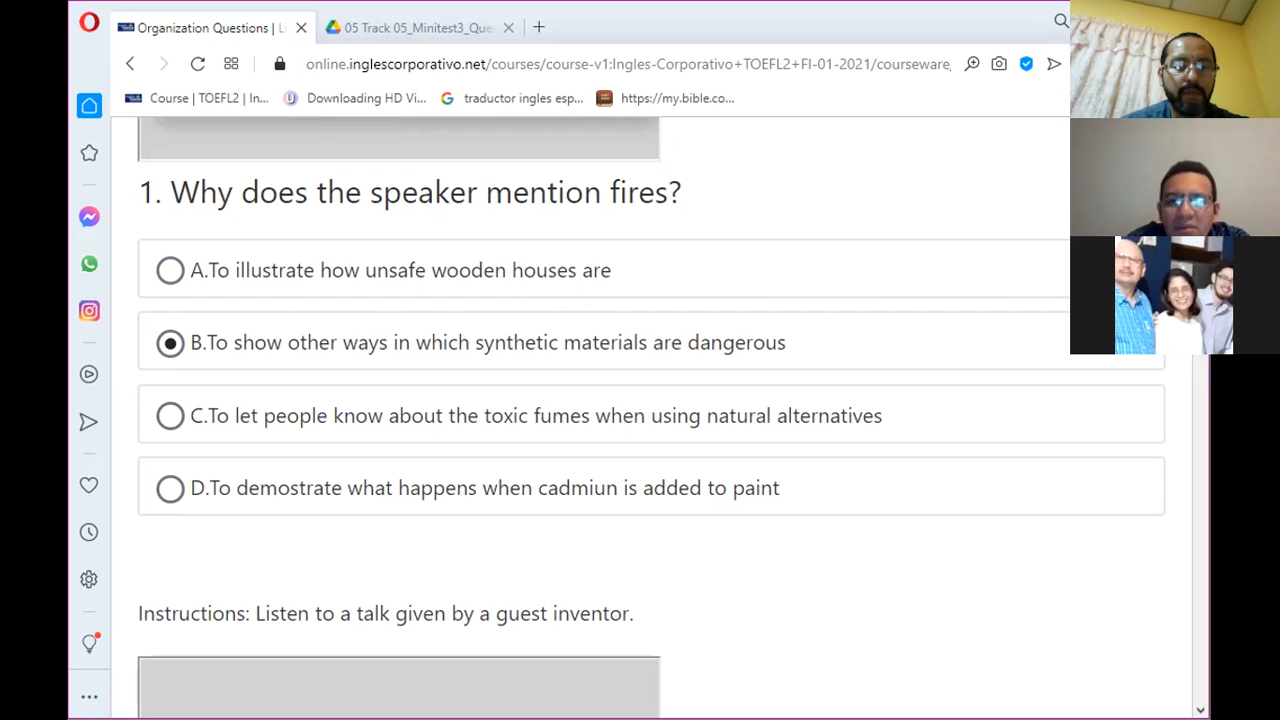 Organization Questions | Li
05 Track 05_Minitest3_Que
online.inglescorporativo.net/courses/course-v1:Ingles-Corporativo+TOEFL2+FI-01-2021/courseware
Course | TOEFL2 | In...
Downloading HD Vi...
traductor ingles esp...
https://my.bible.co...
1. Why does the speaker mention fires?
A.To illustrate how unsafe wooden houses are
B.To show other ways in which synthetic materials are dangerous
C.To let people know about the toxic fumes when using natural alternatives
D.To demostrate what happens when cadmiun is added to paint
Instructions: Listen to a talk given by a guest inventor.